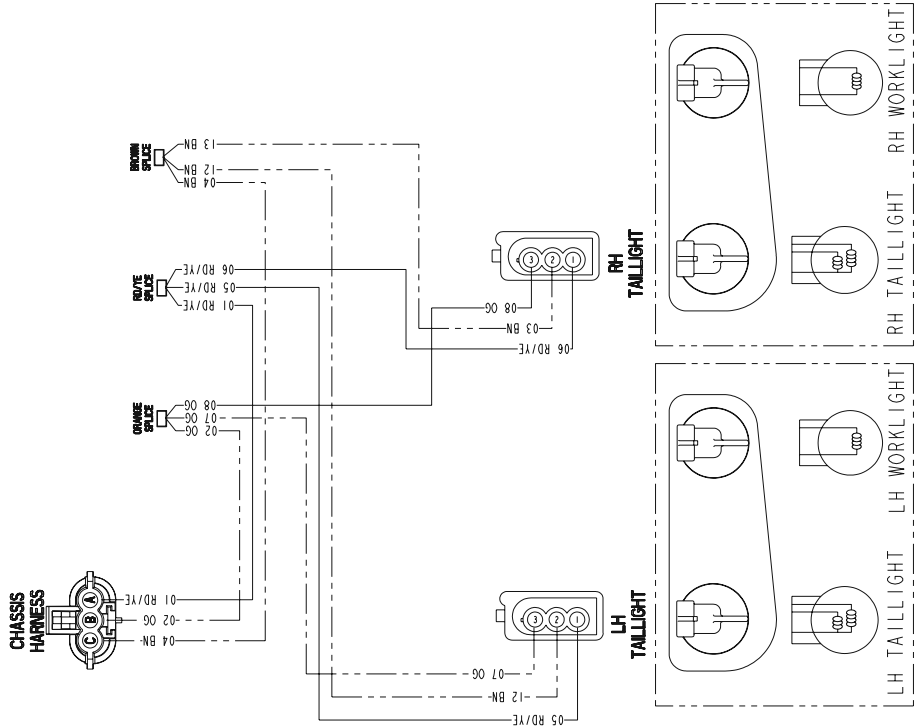 CHASSIS
HARNESS
A
B
C
01 RD/YE
02 OG
04 BN
ORANGE
SPLICE
08 OG
07 OG
02 OG
RD/YE
SPLICE
06 RD/YE
05 RD/YE
01 RD/YE
BROWN
SPLICE
13 BN
12 BN
04 BN
08 OG
03 BN
06 RD/YE
3
2
1
RH
TAILLIGHT
07 OG
12 BN
05 RD/YE
3
2
1
LH
TAILLIGHT
RH TAILLIGHT
RH WORKLIGHT
LH TAILLIGHT
LH WORKLIGHT